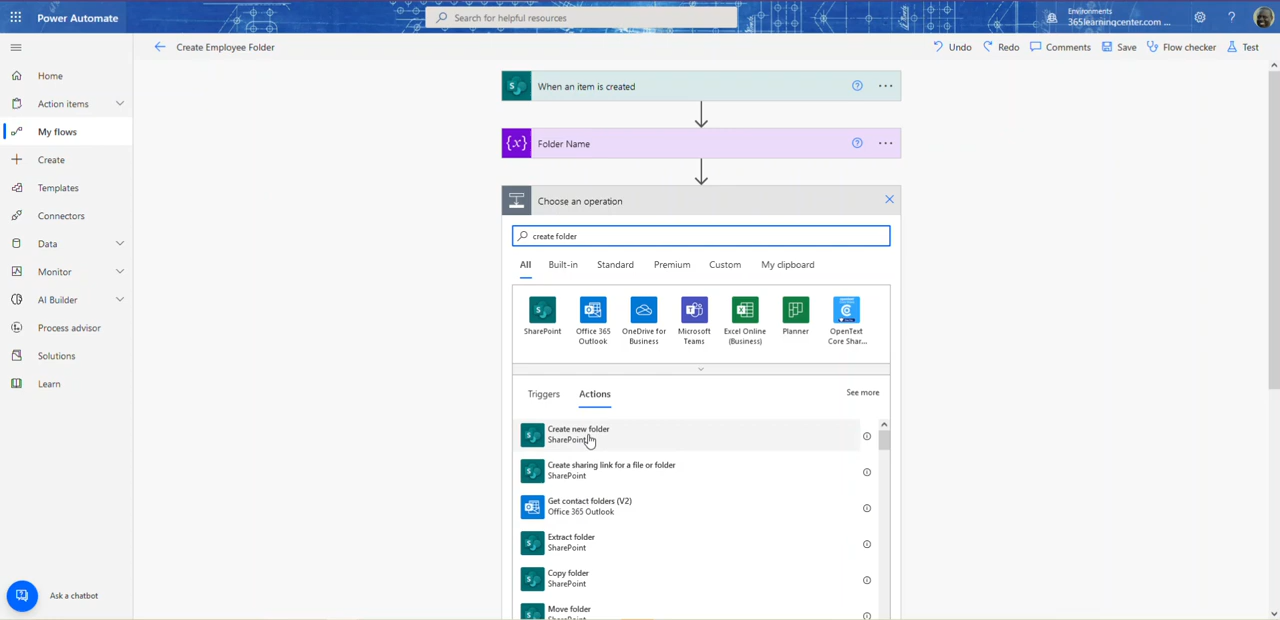 Power Automate
Search for helpful resources
Environments
365learningcenter.com ...
?
Create Employee Folder
Undo
Redo
Comments
Save
Flow checker
Test
Home
Action items
My flows
Create
Templates
Connectors
Data
Monitor
AI Builder
Process advisor
Solutions
Learn
Ask a chatbot
When an item is created
Folder Name
Choose an operation
create folder
All
Built-in
Standard
Premium
Custom
My clipboard
SharePoint
Office 365
Outlook
OneDrive for
Business
Microsoft
Teams
Excel Online
(Business)
Planner
OpenText
Core Shar...
Triggers
Actions
See more
Create new folder
SharePoint
Create sharing link for a file or folder
SharePoint
Get contact folders (V2)
Office 365 Outlook
Extract folder
SharePoint
Copy folder
SharePoint
Move folder
SharePoint